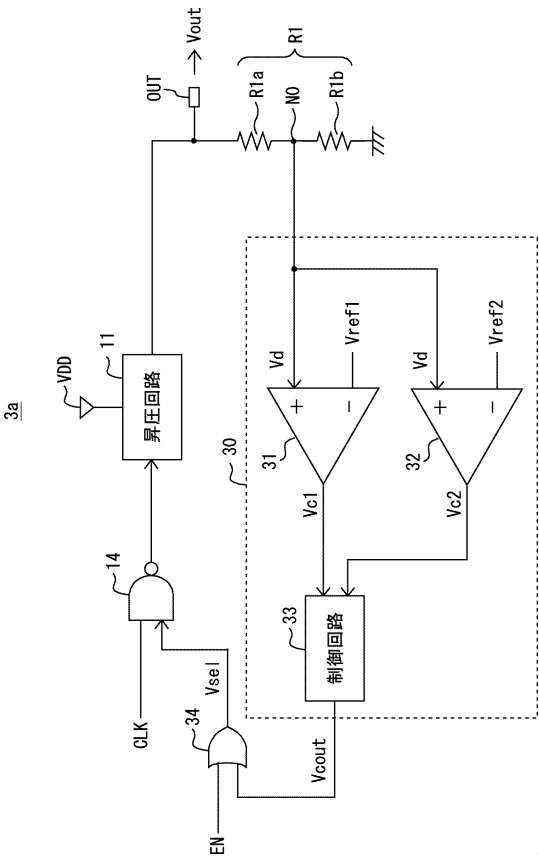 3a
VDD
11
昇圧回路
OUT
Vout
R1
R1a
NO
R1b
14
CLK
Vsel
34
EN
Vcout
30
33
制御回路
Vc1
31
+
−
Vd
Vref1
Vc2
32
+
−
Vd
Vref2